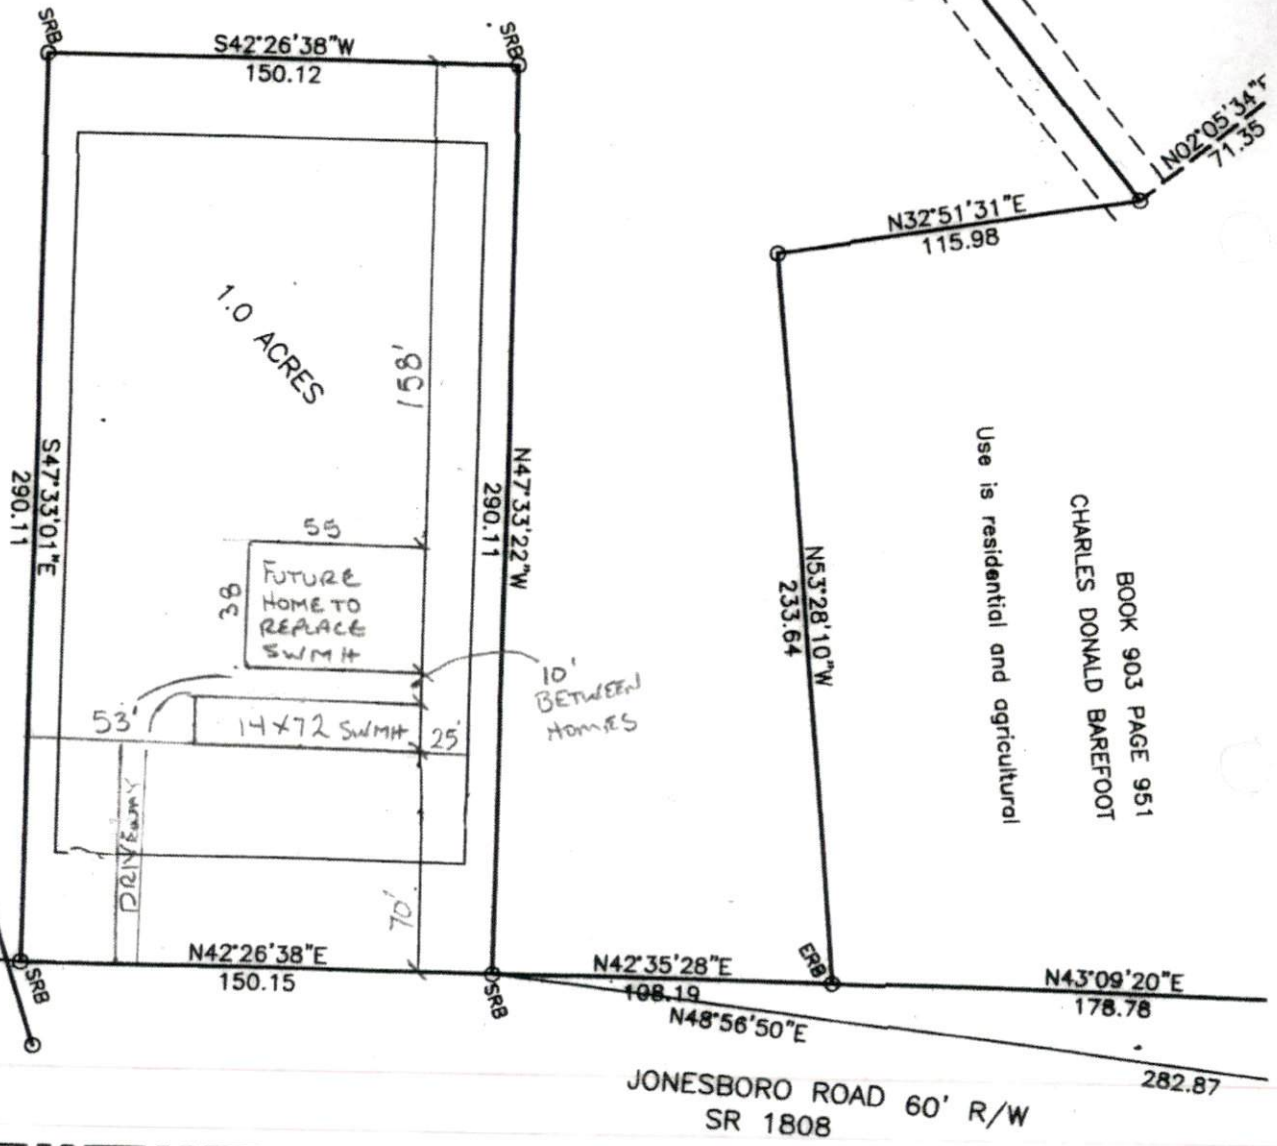 SRB
SRB
S42°26'38"W
150.12
N02°05'34"E
71.35
N32°51'31"E
115.98
1.0 ACRES
158'
S47°33'01"E
290.11
N47°33'22"W
290.11
55
38
FUTURE
HOME TO
REPLACE
SWMH
10'
BETWEEN
HOMES
53'
14x72 SWMH
25'
DRIVEWAY
70'
N53°28'10"W
233.64
Use is residential and agricultural
CHARLES DONALD BAREFOOT
BOOK 903 PAGE 951
N42°26'38"E
150.15
SRB
SRB
N42°35'28"E
108.19
ERB
N43°09'20"E
178.78
N48°56'50"E
282.87
JONESBORO ROAD 60' R/W
SR 1808